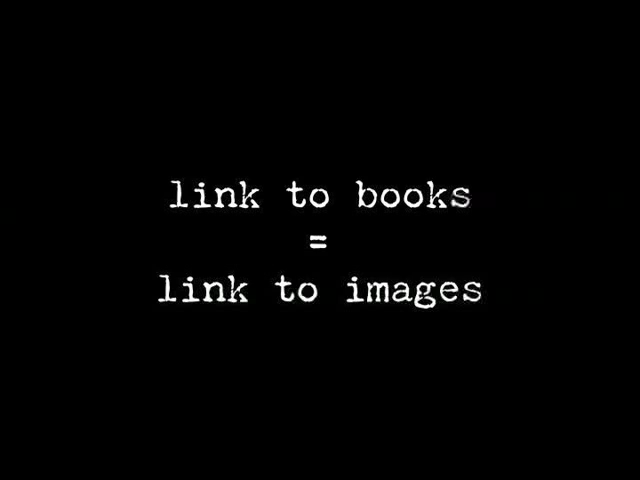 link to books
=
link to images